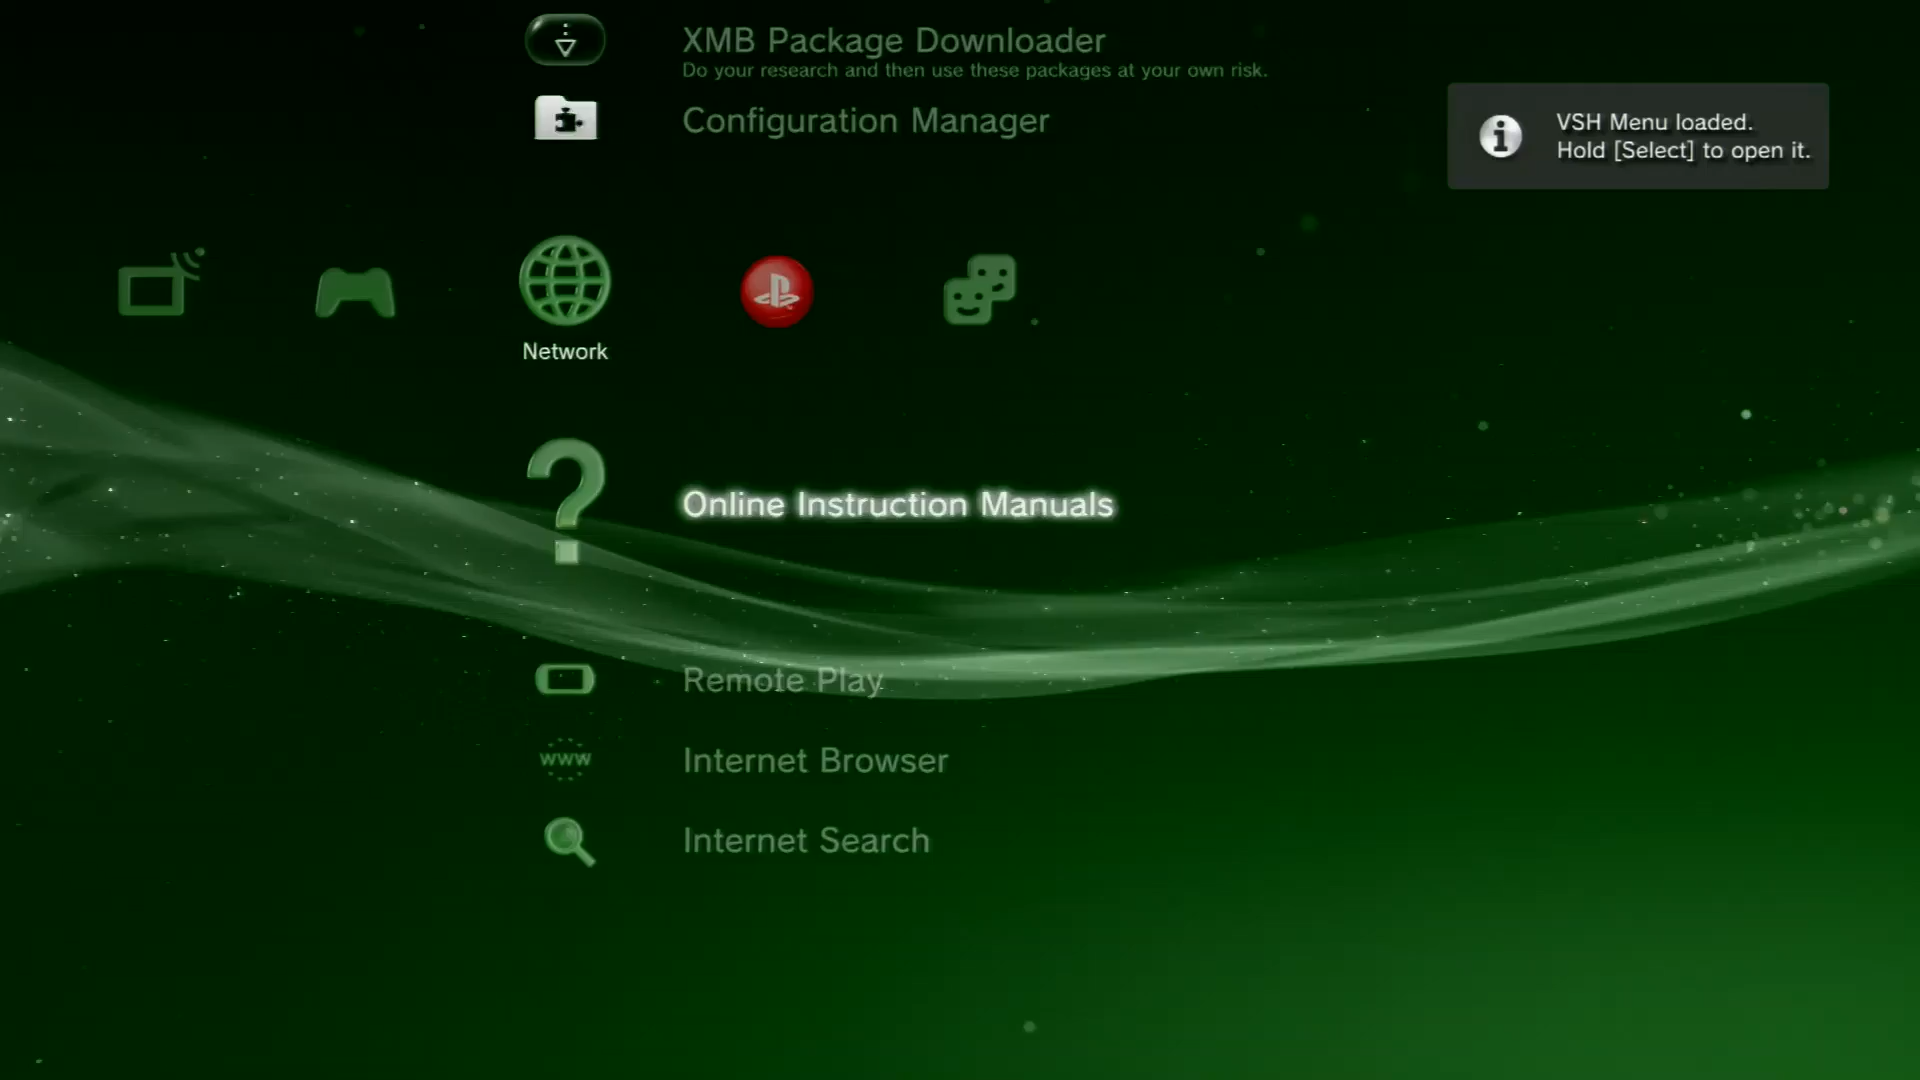 XMB Package Downloader
Do your research and then use these packages at your own risk.
Configuration Manager
VSH Menu loaded.
Hold [Select] to open it.
Network
Online Instruction Manuals
Remote Play
www
Internet Browser
Internet Search